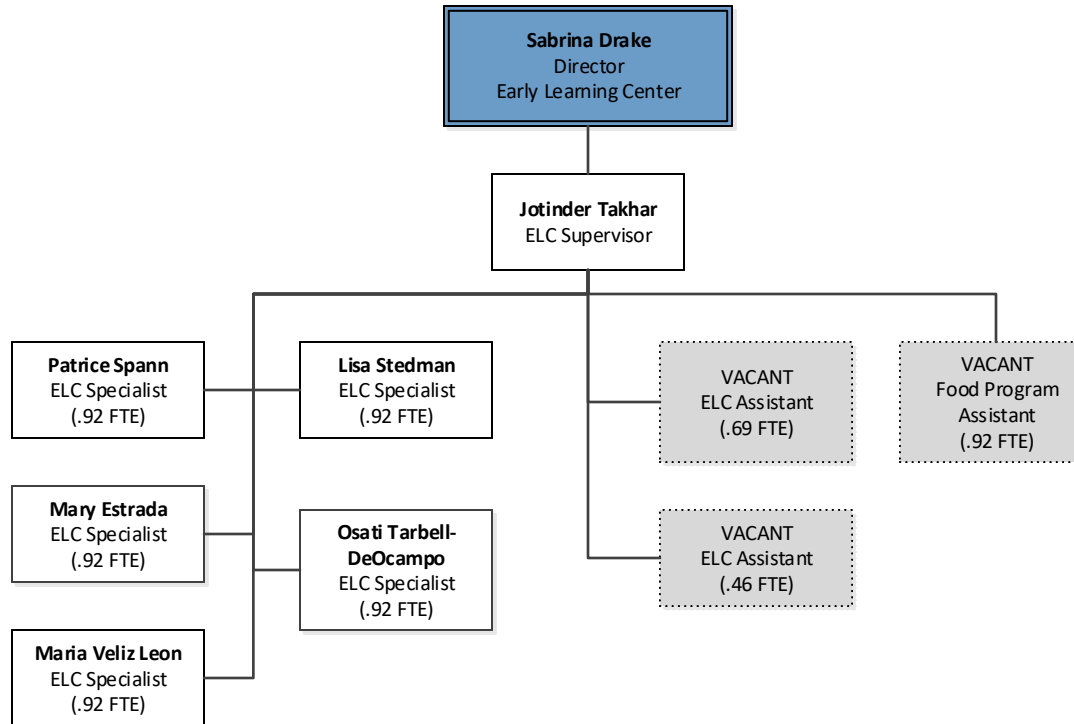 Sabrina Drake
Director
Early Learning Center
Jotinder Takhar
ELC Supervisor
Patrice Spann
ELC Specialist
(.92 FTE)
Lisa Stedman
ELC Specialist
(.92 FTE)
VACANT
ELC Assistant
(.69 FTE)
VACANT
Food Program
Assistant
(.92 FTE)
Mary Estrada
ELC Specialist
(.92 FTE)
Osati Tarbell-
DeOcampo
ELC Specialist
(.92 FTE)
VACANT
ELC Assistant
(.46 FTE)
Maria Veliz Leon
ELC Specialist
(.92 FTE)